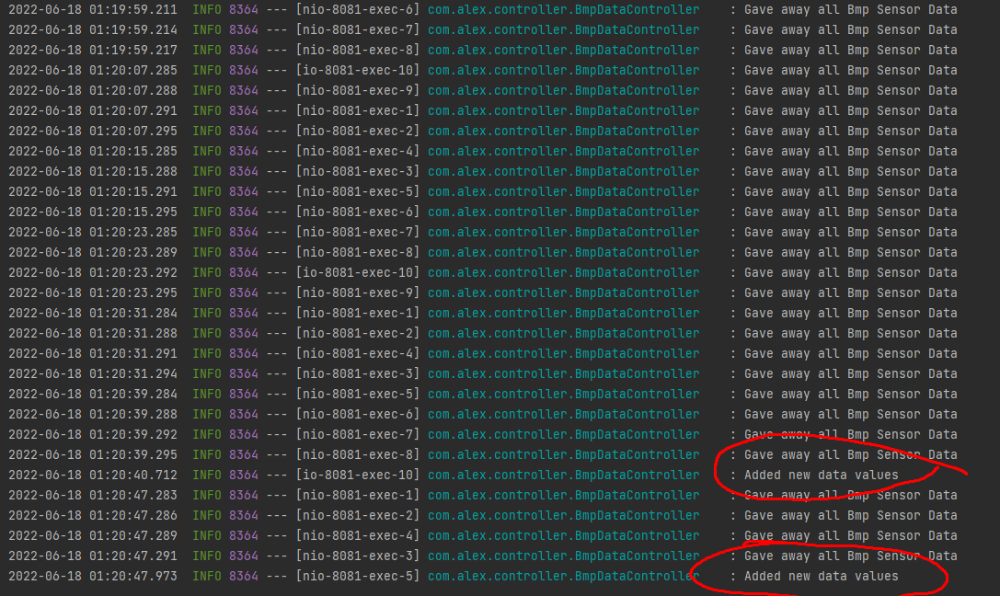 2022-06-18 01:19:59.211 INFO 8364 --- [nio-8081-exec-6] com.alex.controller.BmpDataController : Gave away all Bmp Sensor Data
2022-06-18 01:19:59.214 INFO 8364 --- [nio-8081-exec-7] com.alex.controller.BmpDataController : Gave away all Bmp Sensor Data
2022-06-18 01:19:59.217 INFO 8364 --- [nio-8081-exec-8] com.alex.controller.BmpDataController : Gave away all Bmp Sensor Data
2022-06-18 01:20:07.285 INFO 8364 --- [io-8081-exec-10] com.alex.controller.BmpDataController : Gave away all Bmp Sensor Data
2022-06-18 01:20:07.288 INFO 8364 --- [nio-8081-exec-9] com.alex.controller.BmpDataController : Gave away all Bmp Sensor Data
2022-06-18 01:20:07.291 INFO 8364 --- [nio-8081-exec-1] com.alex.controller.BmpDataController : Gave away all Bmp Sensor Data
2022-06-18 01:20:07.295 INFO 8364 --- [nio-8081-exec-2] com.alex.controller.BmpDataController : Gave away all Bmp Sensor Data
2022-06-18 01:20:15.285 INFO 8364 --- [nio-8081-exec-4] com.alex.controller.BmpDataController : Gave away all Bmp Sensor Data
2022-06-18 01:20:15.288 INFO 8364 --- [nio-8081-exec-3] com.alex.controller.BmpDataController : Gave away all Bmp Sensor Data
2022-06-18 01:20:15.291 INFO 8364 --- [nio-8081-exec-5] com.alex.controller.BmpDataController : Gave away all Bmp Sensor Data
2022-06-18 01:20:15.295 INFO 8364 --- [nio-8081-exec-6] com.alex.controller.BmpDataController : Gave away all Bmp Sensor Data
2022-06-18 01:20:23.285 INFO 8364 --- [nio-8081-exec-7] com.alex.controller.BmpDataController : Gave away all Bmp Sensor Data
2022-06-18 01:20:23.289 INFO 8364 --- [nio-8081-exec-8] com.alex.controller.BmpDataController : Gave away all Bmp Sensor Data
2022-06-18 01:20:23.292 INFO 8364 --- [io-8081-exec-10] com.alex.controller.BmpDataController : Gave away all Bmp Sensor Data
2022-06-18 01:20:23.295 INFO 8364 --- [nio-8081-exec-9] com.alex.controller.BmpDataController : Gave away all Bmp Sensor Data
2022-06-18 01:20:31.284 INFO 8364 --- [nio-8081-exec-1] com.alex.controller.BmpDataController : Gave away all Bmp Sensor Data
2022-06-18 01:20:31.288 INFO 8364 --- [nio-8081-exec-2] com.alex.controller.BmpDataController : Gave away all Bmp Sensor Data
2022-06-18 01:20:31.291 INFO 8364 --- [nio-8081-exec-4] com.alex.controller.BmpDataController : Gave away all Bmp Sensor Data
2022-06-18 01:20:31.294 INFO 8364 --- [nio-8081-exec-3] com.alex.controller.BmpDataController : Gave away all Bmp Sensor Data
2022-06-18 01:20:39.284 INFO 8364 --- [nio-8081-exec-5] com.alex.controller.BmpDataController : Gave away all Bmp Sensor Data
2022-06-18 01:20:39.288 INFO 8364 --- [nio-8081-exec-6] com.alex.controller.BmpDataController : Gave away all Bmp Sensor Data
2022-06-18 01:20:39.292 INFO 8364 --- [nio-8081-exec-7] com.alex.controller.BmpDataController : Gave away all Bmp Sensor Data
2022-06-18 01:20:39.295 INFO 8364 --- [nio-8081-exec-8] com.alex.controller.BmpDataController : Gave away all Bmp Sensor Data
2022-06-18 01:20:40.712 INFO 8364 --- [io-8081-exec-10] com.alex.controller.BmpDataController : Added new data values
2022-06-18 01:20:47.283 INFO 8364 --- [nio-8081-exec-1] com.alex.controller.BmpDataController : Gave away all Bmp Sensor Data
2022-06-18 01:20:47.286 INFO 8364 --- [nio-8081-exec-2] com.alex.controller.BmpDataController : Gave away all Bmp Sensor Data
2022-06-18 01:20:47.289 INFO 8364 --- [nio-8081-exec-4] com.alex.controller.BmpDataController : Gave away all Bmp Sensor Data
2022-06-18 01:20:47.291 INFO 8364 --- [nio-8081-exec-3] com.alex.controller.BmpDataController : Gave away all Bmp Sensor Data
2022-06-18 01:20:47.973 INFO 8364 --- [nio-8081-exec-5] com.alex.controller.BmpDataController : Added new data values